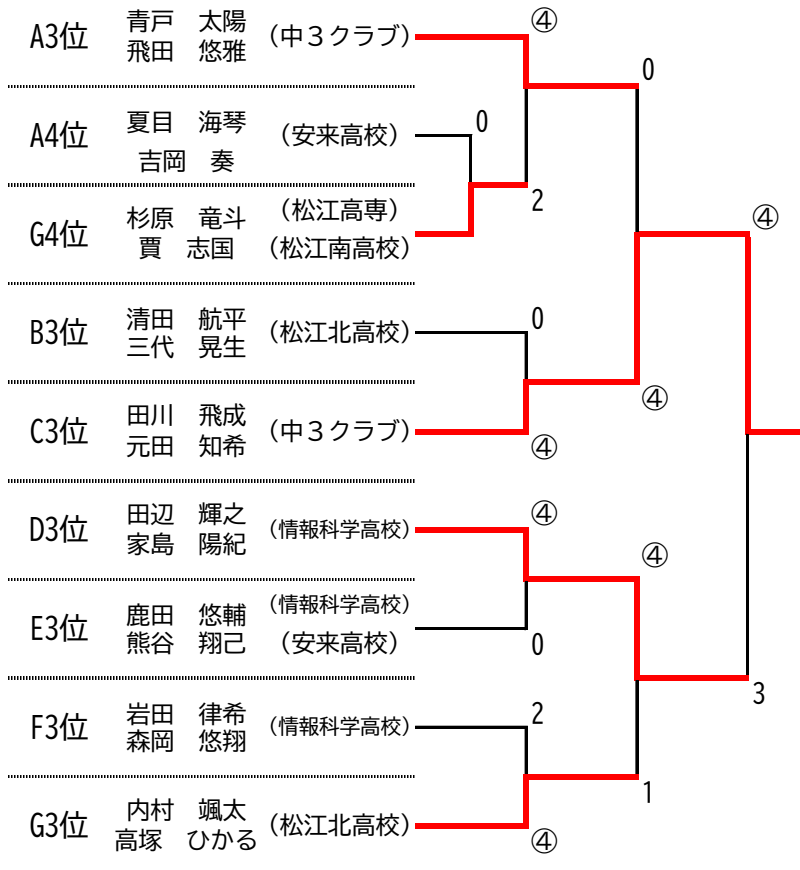 A3位 青戸 太陽 (中３クラブ) ④
飛田 悠雅
0
A4位 夏目 海琴 (安来高校) 0
吉岡 奏
2
G4位 杉原 竜斗 (松江高専)
賈 志国 (松江南高校)
④
B3位 清田 航平 (松江北高校) 0
三代 晃生
④
C3位 田川 飛成 (中３クラブ)
元田 知希
④
D3位 田辺 輝之 (情報科学高校) ④
家島 陽紀
④
E3位 鹿田 悠輔 (情報科学高校)
熊谷 翔己 (安来高校)
0
3
F3位 岩田 律希 (情報科学高校) 2
森岡 悠翔
1
G3位 内村 颯太 (松江北高校)
高塚 ひかる
④